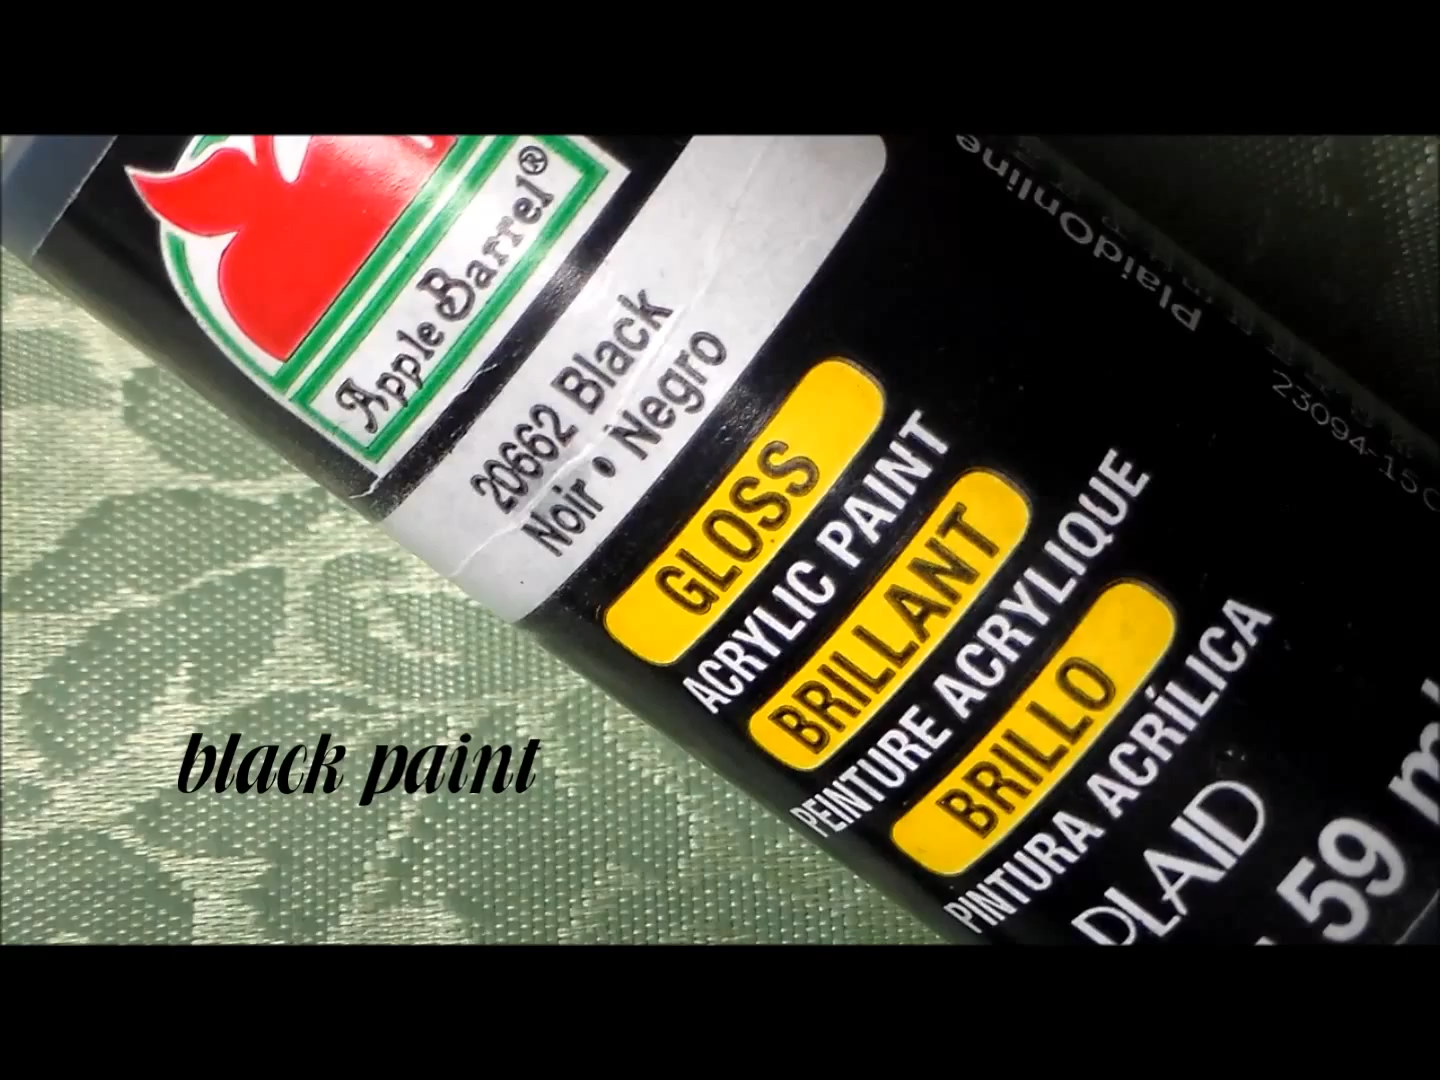 Apple Barrel®
20662 Black
Noir • Negro
GLOSS
ACRYLIC PAINT
BRILLANT
PEINTURE ACRYLIQUE
BRILLO
PINTURA ACRÍLICA
PLAID
59 ml
PlaidOnline
black paint